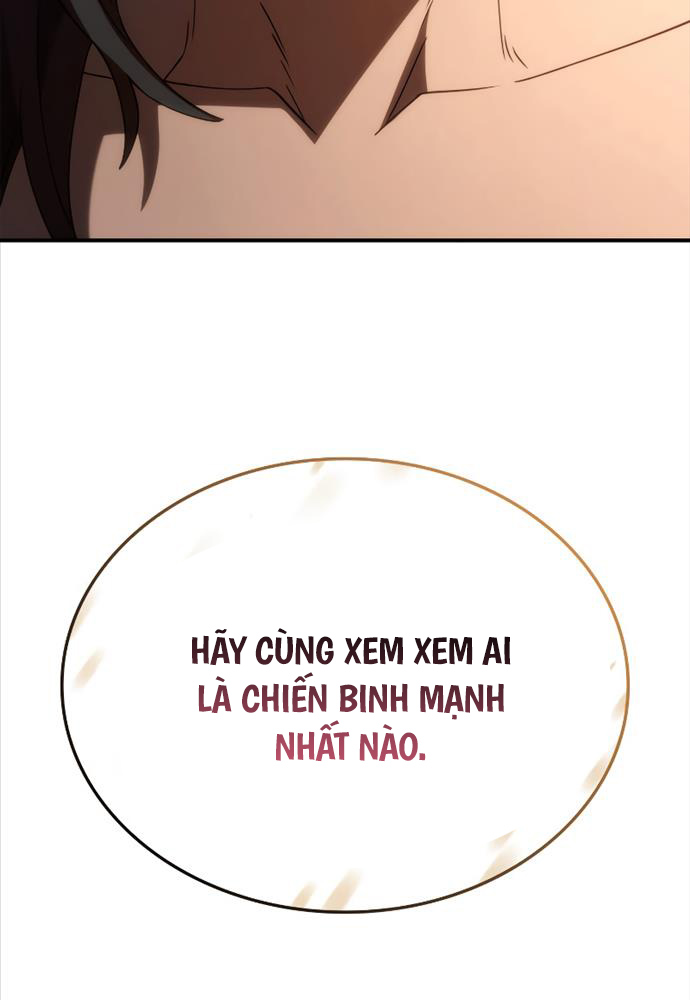 HÃY CÙNG XEM XEM AI
LÀ CHIẾN BINH MẠNH
NHẤT NÀO.